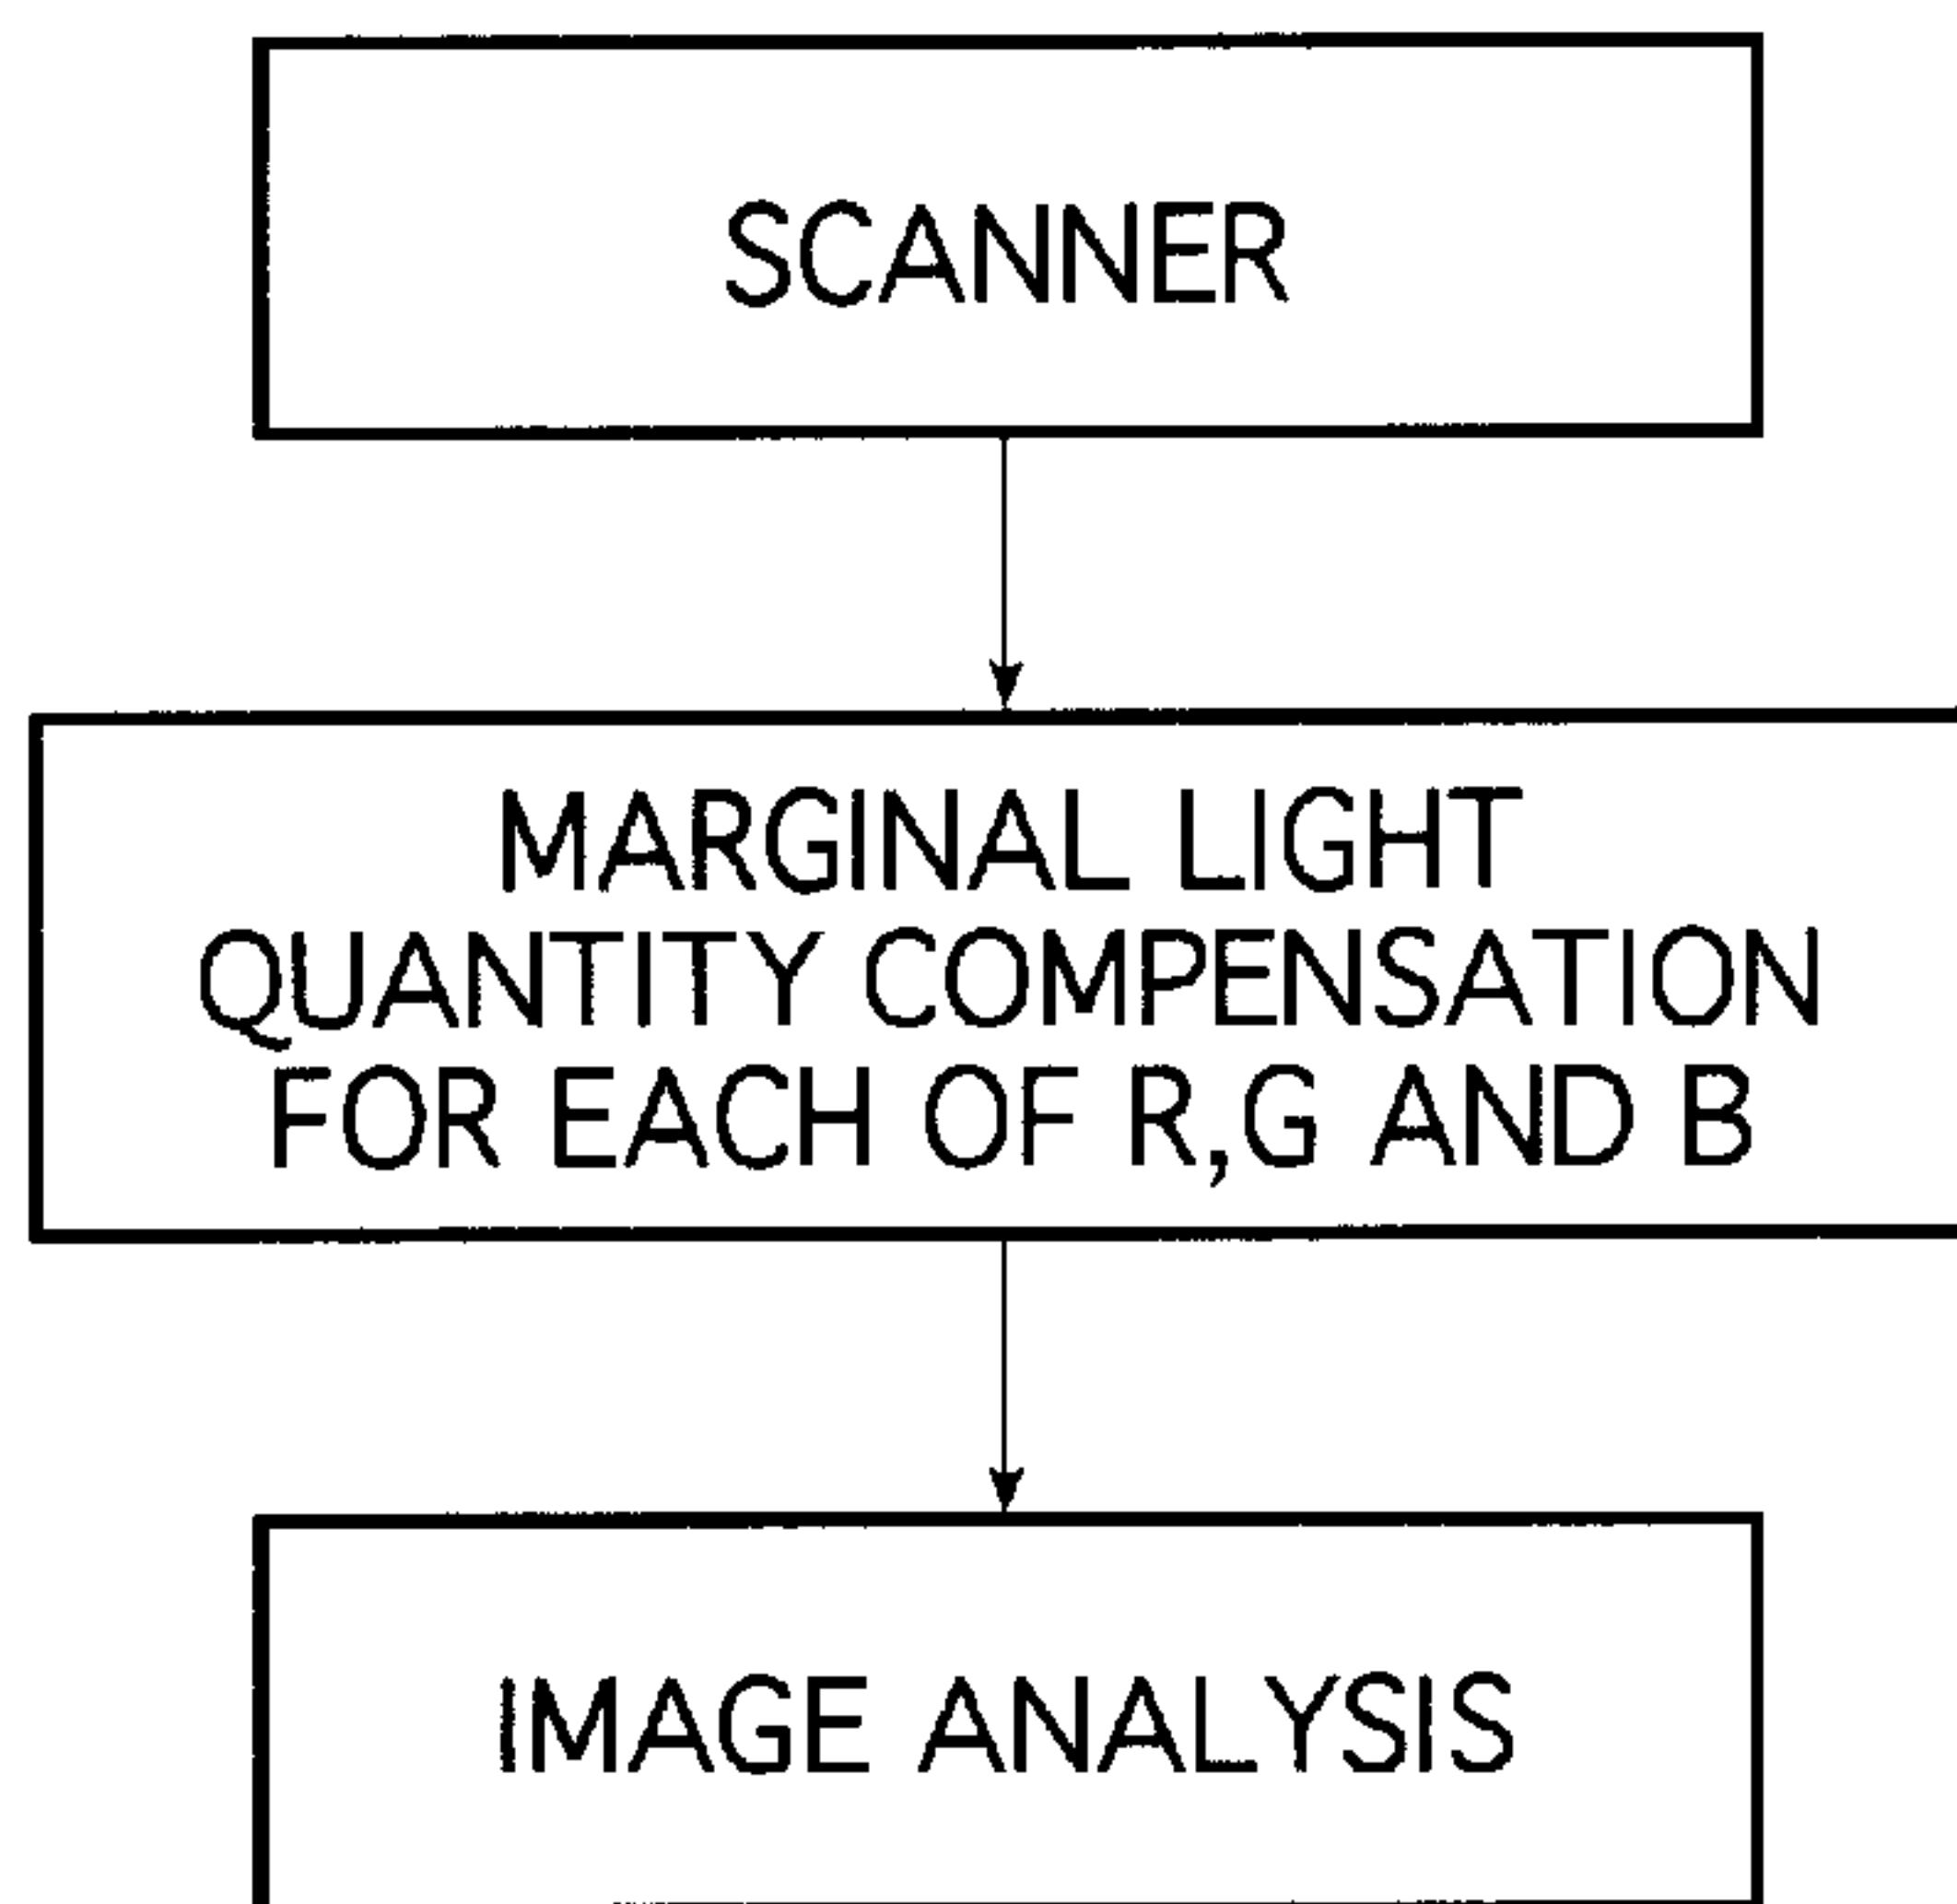 SCANNER
MARGINAL LIGHT
QUANTITY COMPENSATION
FOR EACH OF R,G AND B
IMAGE ANALYSIS